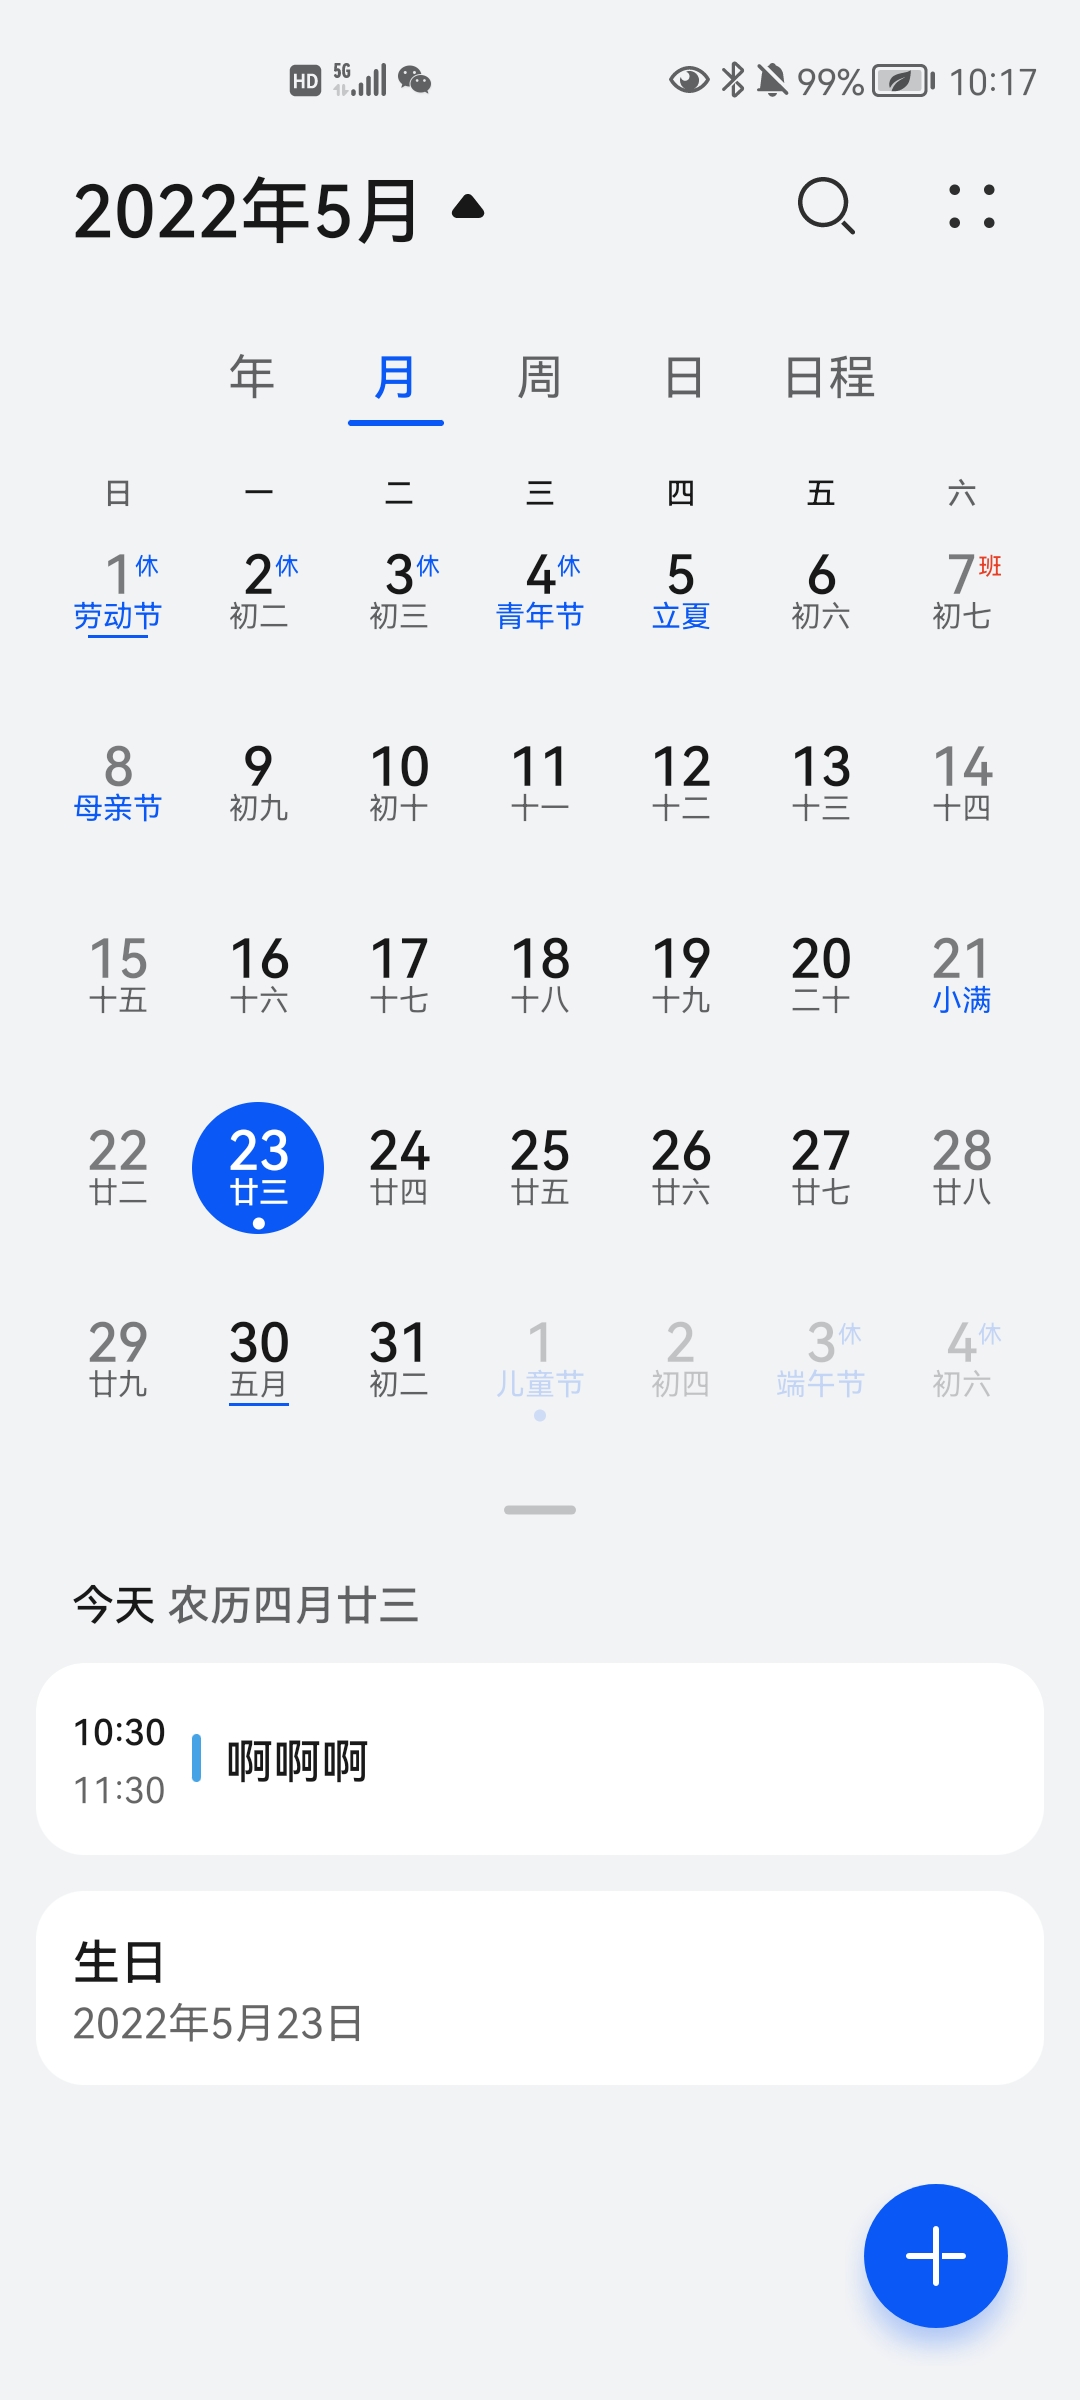 HD 5G 99% 10:17
2022年5月
年 月 周 日 日程
日 一 二 三 四 五 六
1休 2休 3休 4休 5 6 7班
劳动节 初二 初三 青年节 立夏 初六 初七
8 9 10 11 12 13 14
母亲节 初九 初十 十一 十二 十三 十四
15 16 17 18 19 20 21
十五 十六 十七 十八 十九 二十 小满
22 23 24 25 26 27 28
廿二 廿三 廿四 廿五 廿六 廿七 廿八
29 30 31 1 2 3休 4休
廿九 五月 初二 儿童节 初四 端午节 初六
今天 农历四月廿三
10:30
啊啊啊
11:30
生日
2022年5月23日